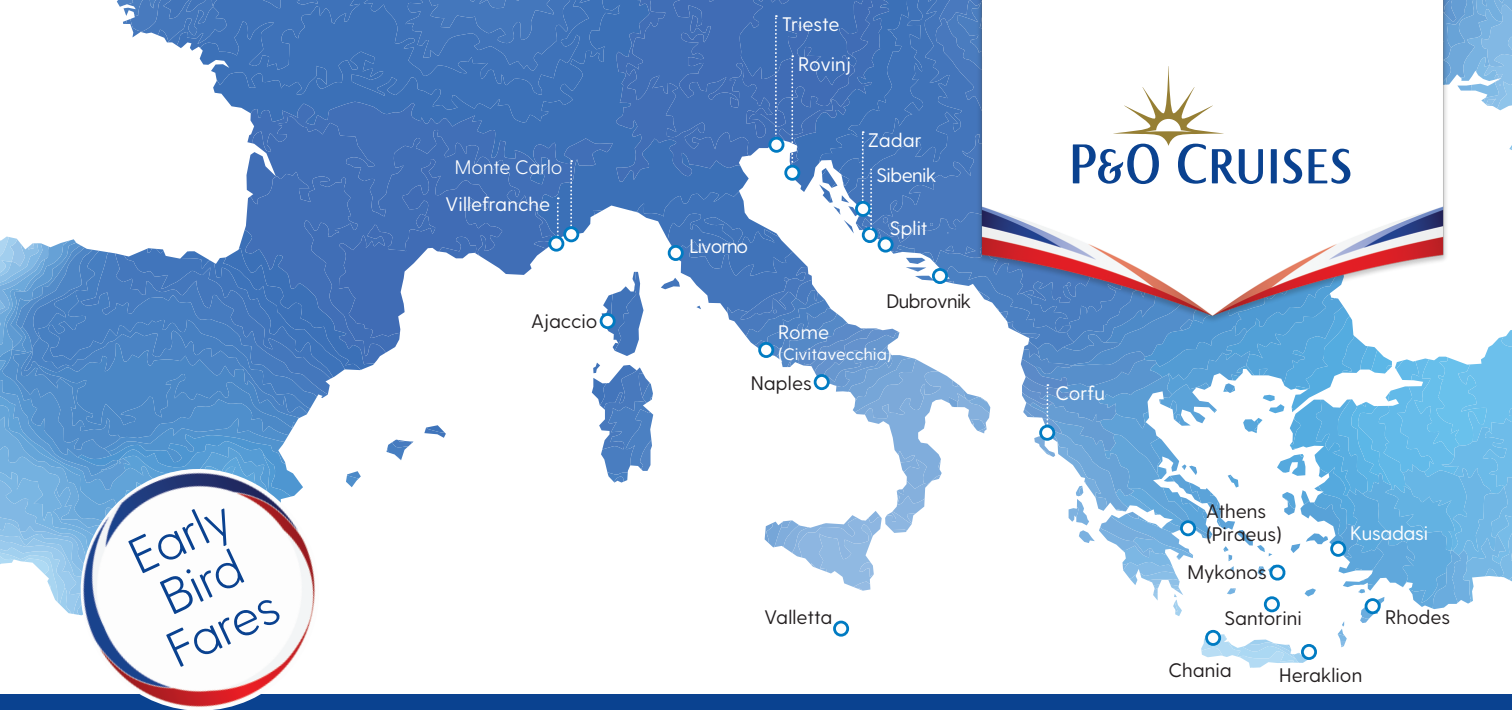 Trieste
Rovinj
Zadar
Sibenik
Split
Dubrovnik
Monte Carlo
Villefranche
Livorno
Ajaccio
Rome
(Civitavecchia)
Naples
Corfu
Athens
(Piraeus)
Kusadasi
Mykonos
Santorini
Rhodes
Chania
Heraklion
Valletta
P&O CRUISES
Early
Bird
Fares